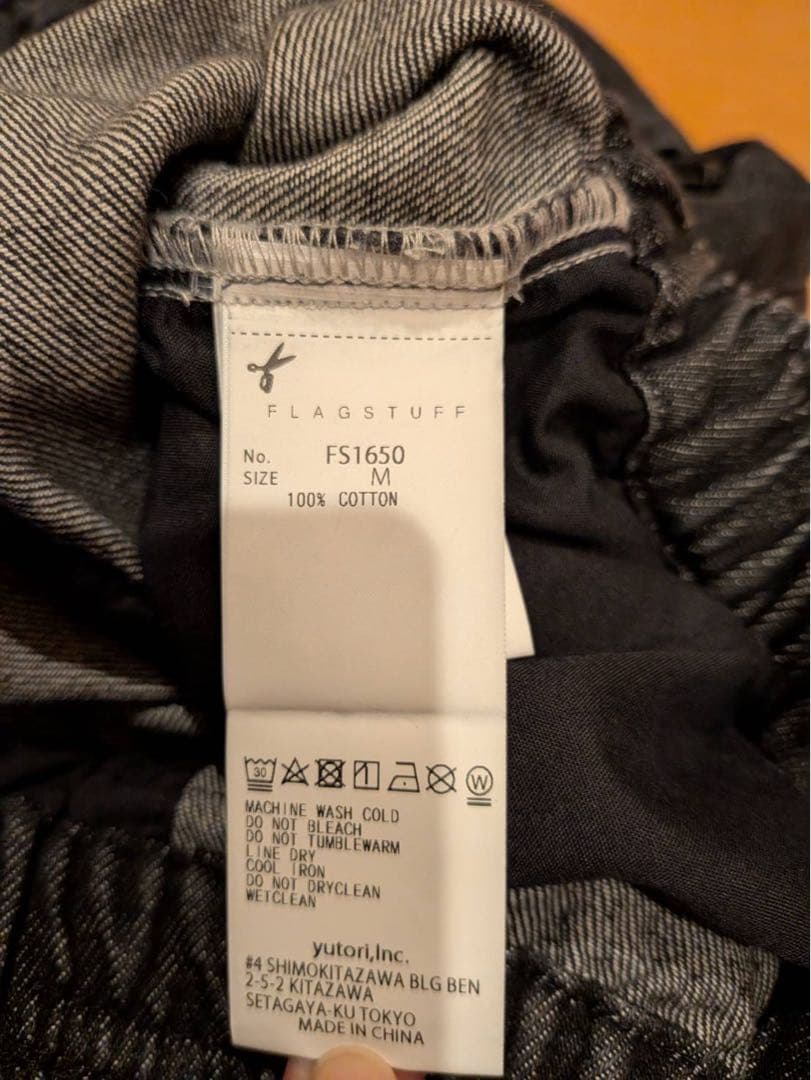 FLAGSTUFF
No. FS1650
SIZE M
100% COTTON
30
W
MACHINE WASH COLD
DO NOT BLEACH
DO NOT TUMBLEWARM
LINE DRY
COOL IRON
DO NOT DRYCLEAN
WETCLEAN
yutori,Inc.
#4 SHIMOKITAZAWA BLG BEN
2-5-2 KITAZAWA
SETAGAYA-KU TOKYO
MADE IN CHINA